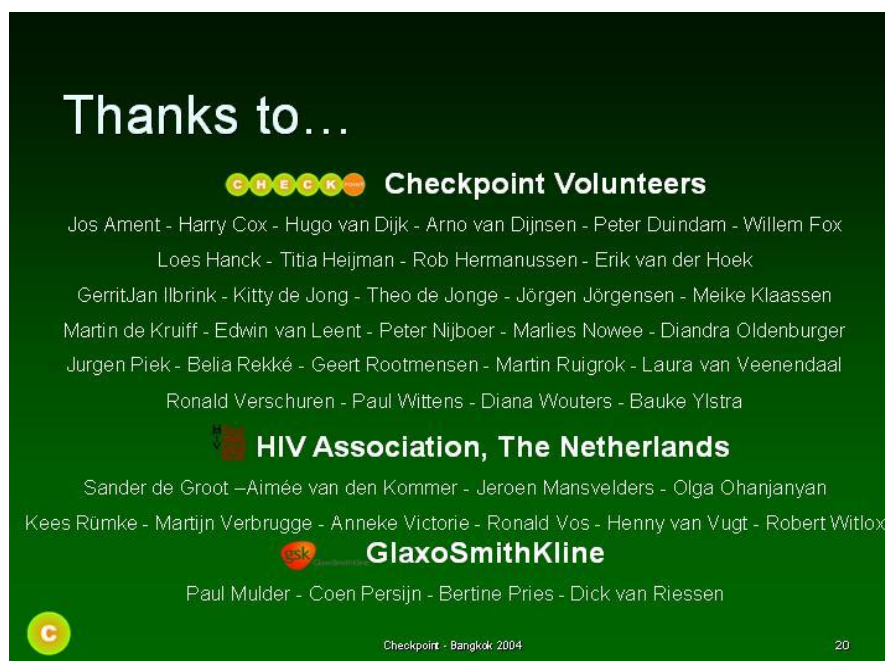 Thanks to…
CHECKPOINT Checkpoint Volunteers
Jos Ament - Harry Cox - Hugo van Dijk - Arno van Dijnsen - Peter Duindam - Willem Fox
Loes Hanck - Titia Heijman - Rob Hermanussen - Erik van der Hoek
GerritJan Ilbrink - Kitty de Jong - Theo de Jonge - Jörgen Jörgensen - Meike Klaassen
Martin de Kruiff - Edwin van Leent - Peter Nijboer - Marlies Nowee - Diandra Oldenburger
Jurgen Piek - Belia Rekké - Geert Rootmensen - Martin Ruigrok - Laura van Veenendaal
Ronald Verschuren - Paul Wittens - Diana Wouters - Bauke Ylstra
HIV HIV Association, The Netherlands
Sander de Groot –Aimée van den Kommer - Jeroen Mansvelders - Olga Ohanjanyan
Kees Rümke - Martijn Verbrugge - Anneke Victorie - Ronald Vos - Henny van Vugt - Robert Witlox
gsk GlaxoSmithKline GlaxoSmithKline
Paul Mulder - Coen Persijn - Bertine Pries - Dick van Riessen
C Checkpoint - Bangkok 2004 20